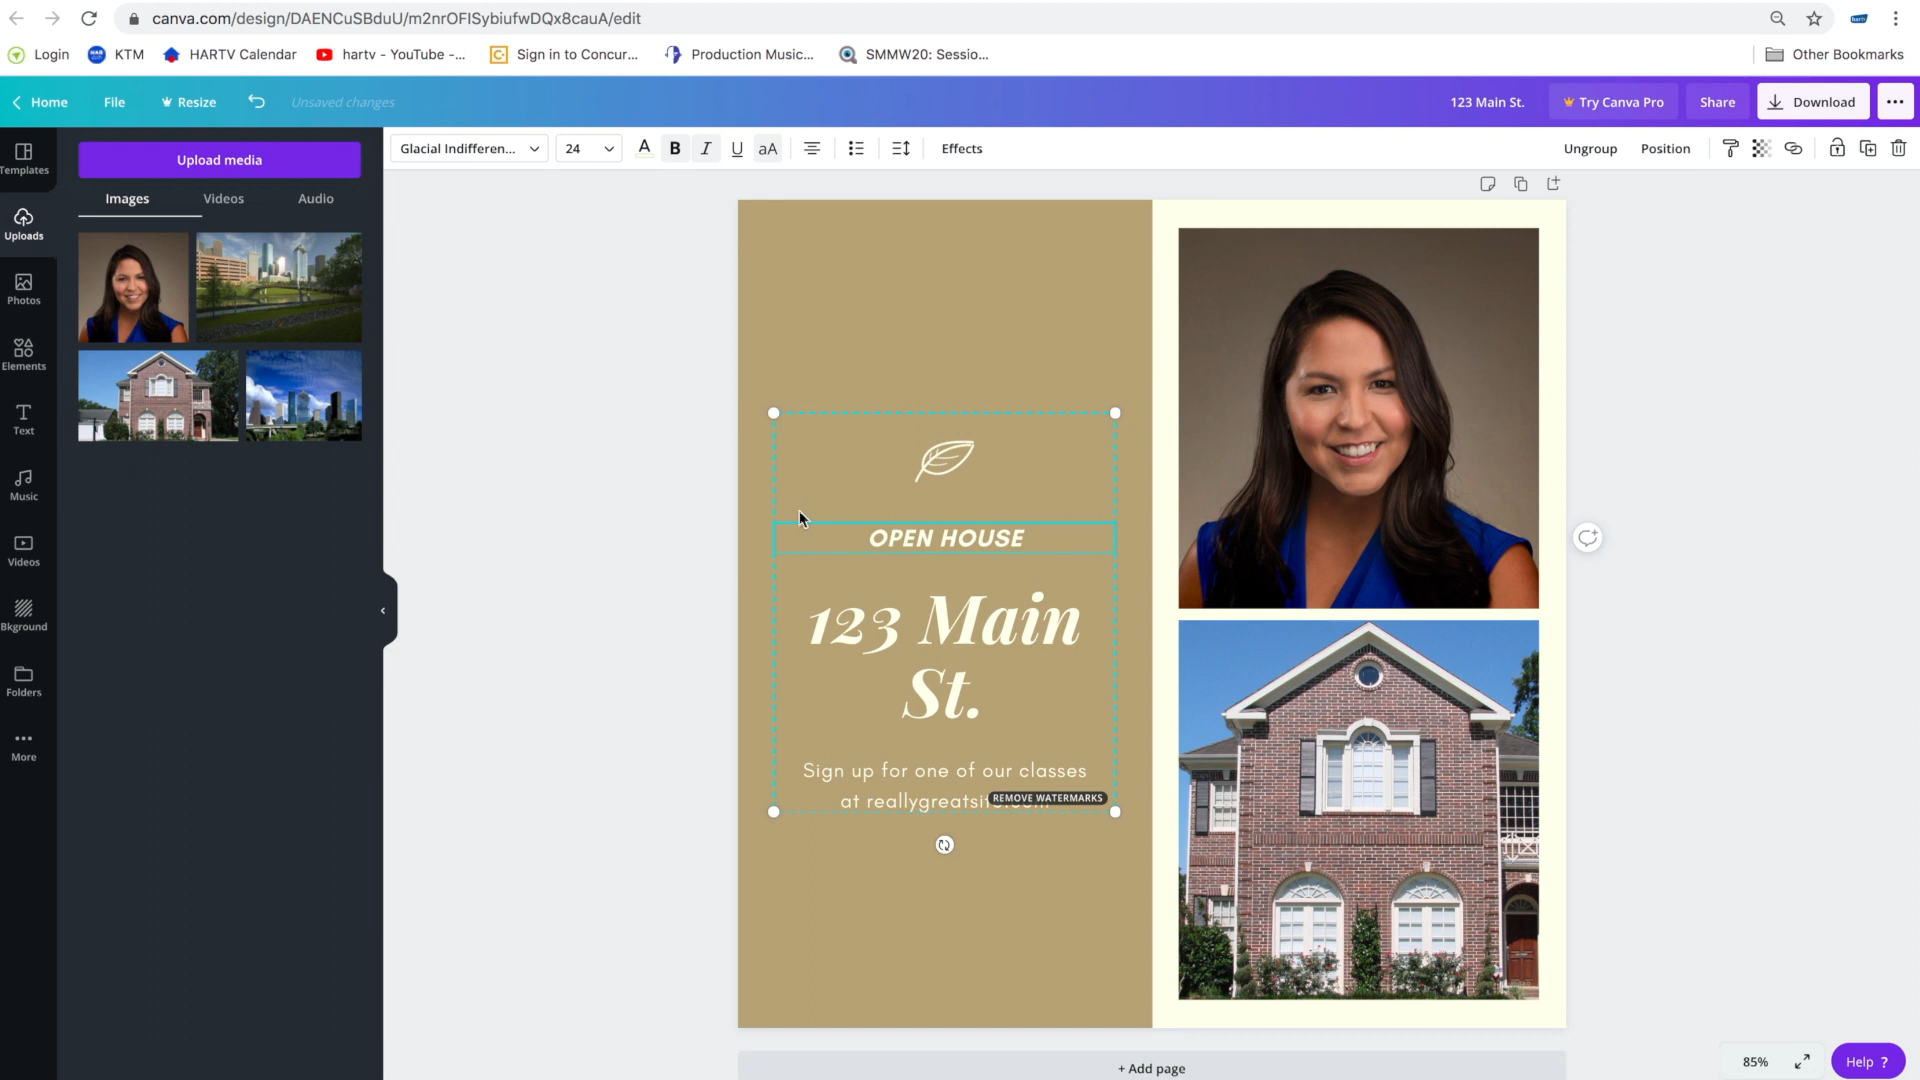 canva.com/design/DAENCuSBduU/m2nrOFISybiufwDQx8cauA/edit
Login
KTM
HARTV Calendar
hartv - YouTube -...
Sign in to Concur...
Production Music...
SMMW20: Sessio...
Other Bookmarks
Home
File
Resize
Unsaved changes
123 Main St.
Try Canva Pro
Share
Download
Glacial Indifferen...
24
A
B
I
U
aA
Effects
Ungroup
Position
Templates
Uploads
Photos
Elements
Text
Music
Videos
Bkground
Folders
More
Upload media
Images
Videos
Audio
OPEN HOUSE
123 Main
St.
Sign up for one of our classes
at reallygreatsite.com
REMOVE WATERMARKS
+ Add page
85%
Help ?